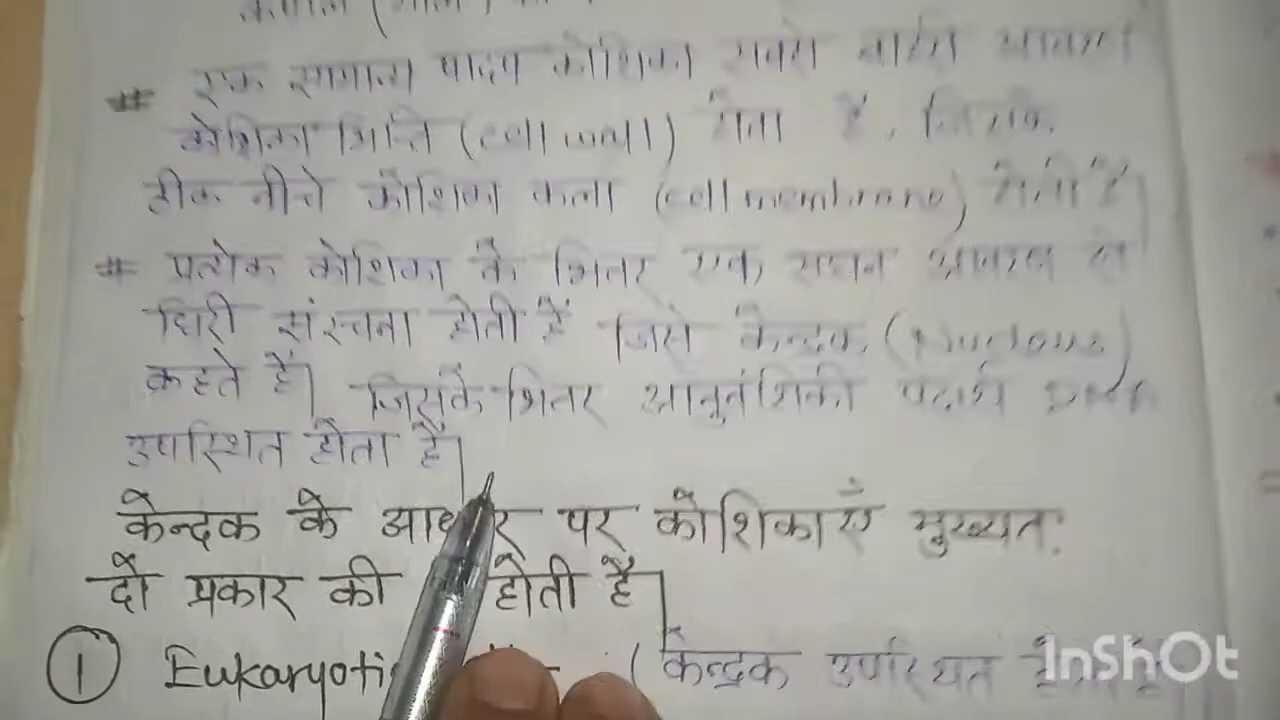 # एक सामान्य पादप कोशिका सबसे बाहरी आवरण
कोशिका भित्ति (cell wall) होता है, जिसके
ठीक नीचे कोशिका कला (cell membrane) होती है
# प्रत्येक कोशिका के भितर एक सघन आवरण से
घिरी संरचना होती हैं जिसे केन्द्रक (Nucleus)
कहते हैं। जिसके भितर आनुवंशिकी पदार्थ DNA
उपस्थित होता है।
केन्द्रक के आधार पर कोशिकाएँ मुख्यत:
दो प्रकार की होती है।
1 Eukaryotic (केन्द्रक उपस्थित
InShOt